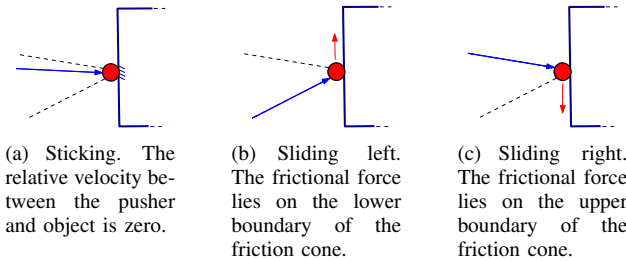 (a) Sticking. The
relative velocity be-
tween the pusher
and object is zero.
(b) Sliding left.
The frictional force
lies on the lower
boundary of the
friction cone.
(c) Sliding right.
The frictional force
lies on the upper
boundary of the
friction cone.